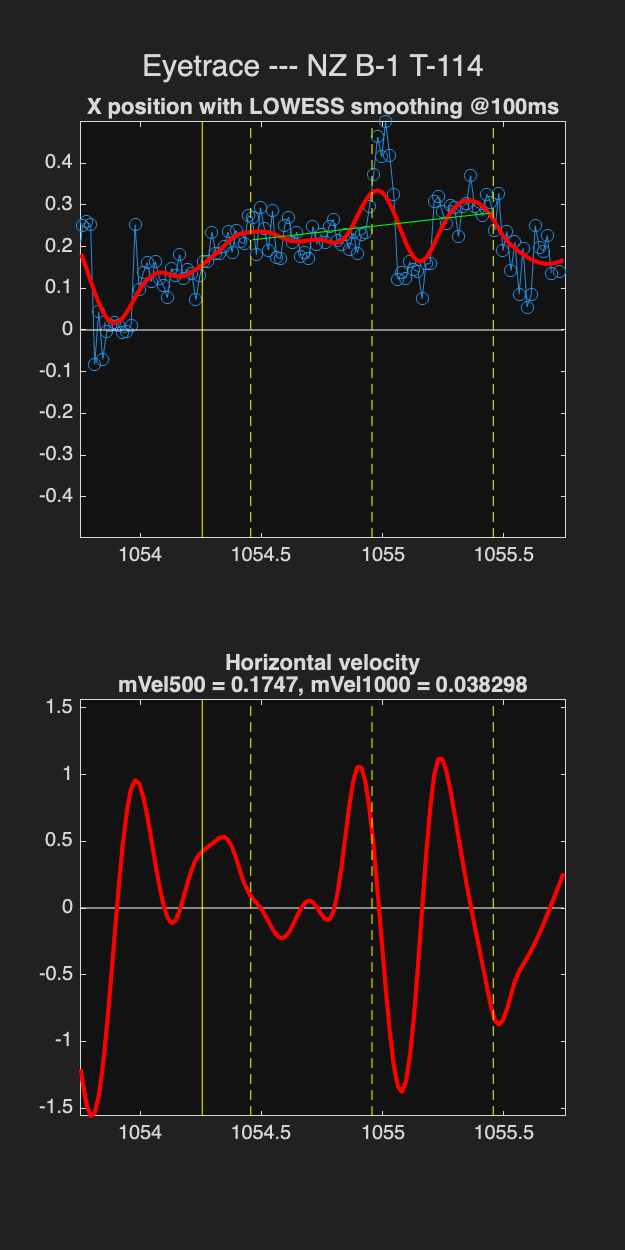 Eyetrace --- NZ B-1 T-114
X position with LOWESS smoothing @100ms
0.4
0.3
0.2
0.1
0
-0.1
-0.2
-0.3
-0.4
1054 1054.5 1055 1055.5
Horizontal velocity
mVel500 = 0.1747, mVel1000 = 0.038298
1.5
1
0.5
0
-0.5
-1
-1.5
1054 1054.5 1055 1055.5